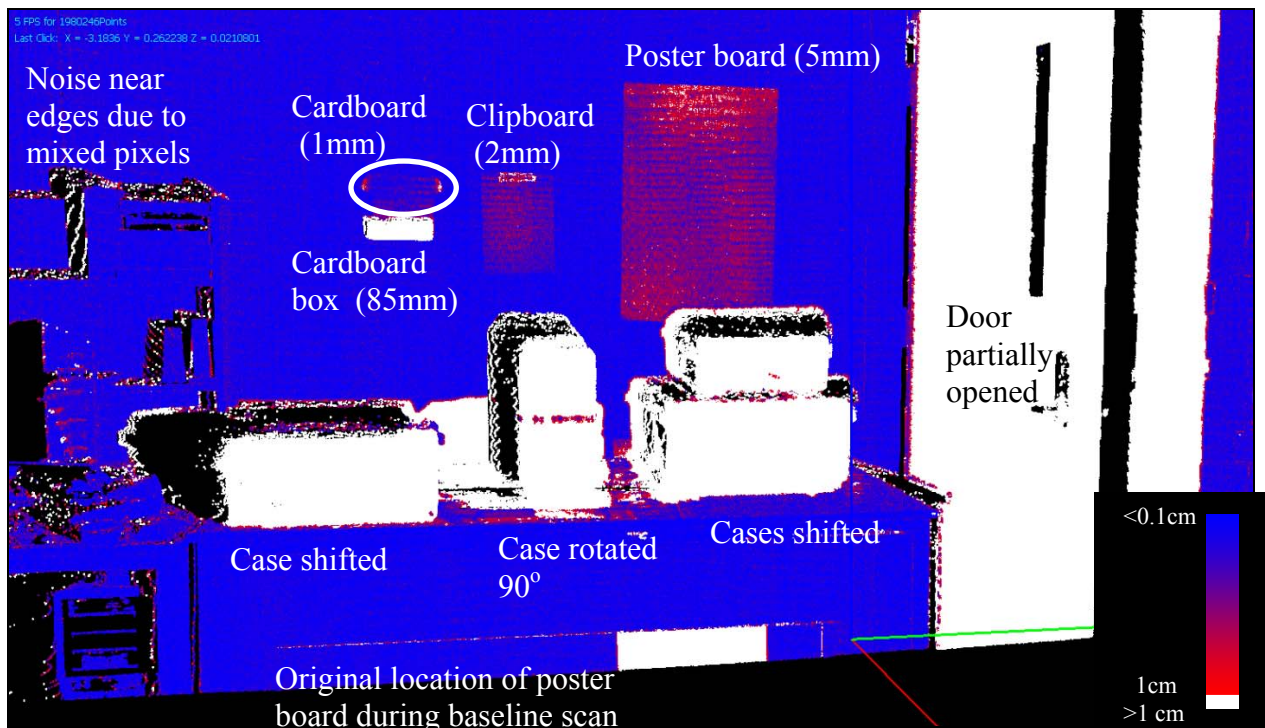 5 FPS for 1980246Points
Last Click: X = -3.1836 Y = 0.262238 Z = 0.0210801
Noise near
edges due to
mixed pixels
Cardboard
(1mm)
Clipboard
(2mm)
Poster board (5mm)
Cardboard
box (85mm)
Door
partially
opened
Case shifted
Case rotated
90°
Cases shifted
Original location of poster
board during baseline scan
<0.1cm
1cm
>1 cm